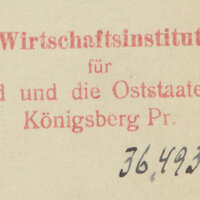 Wirtschaftsinstitut
für
d und die Oststaate
Königsberg Pr.
36,493